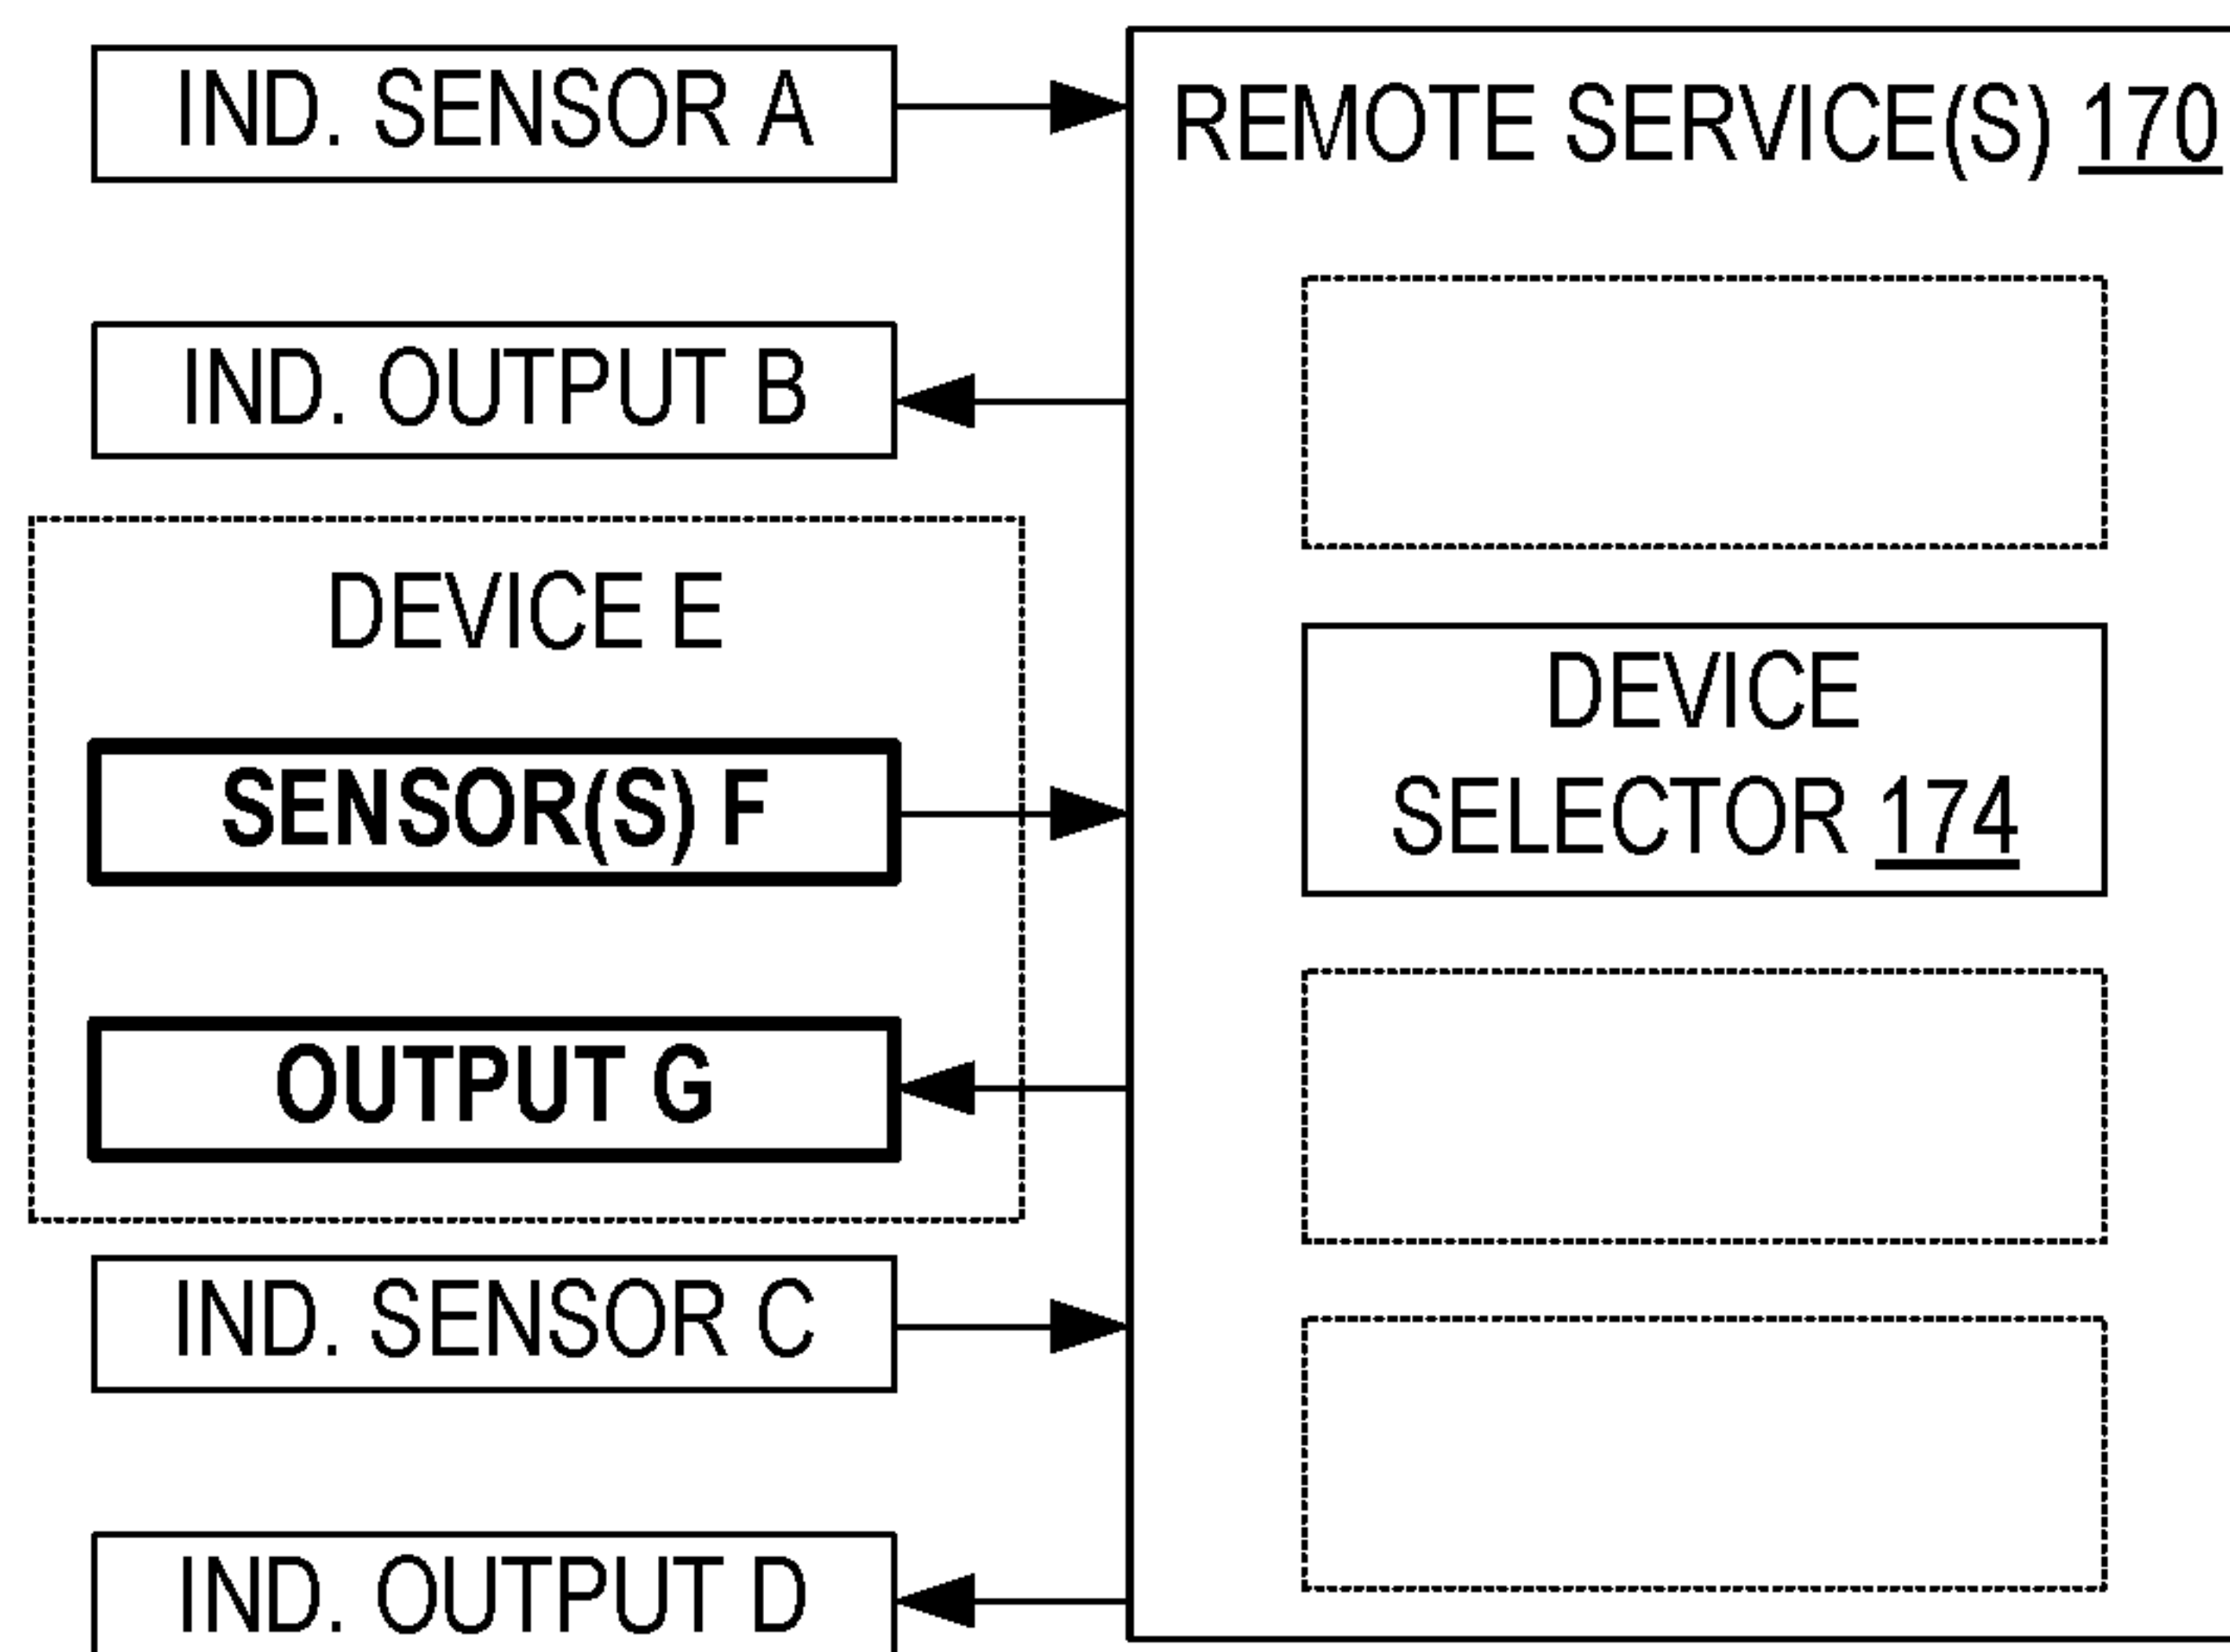 IND. SENSOR A
IND. OUTPUT B
DEVICE E
SENSOR(S) F
OUTPUT G
IND. SENSOR C
IND. OUTPUT D
REMOTE SERVICE(S) 170
DEVICE
SELECTOR 174